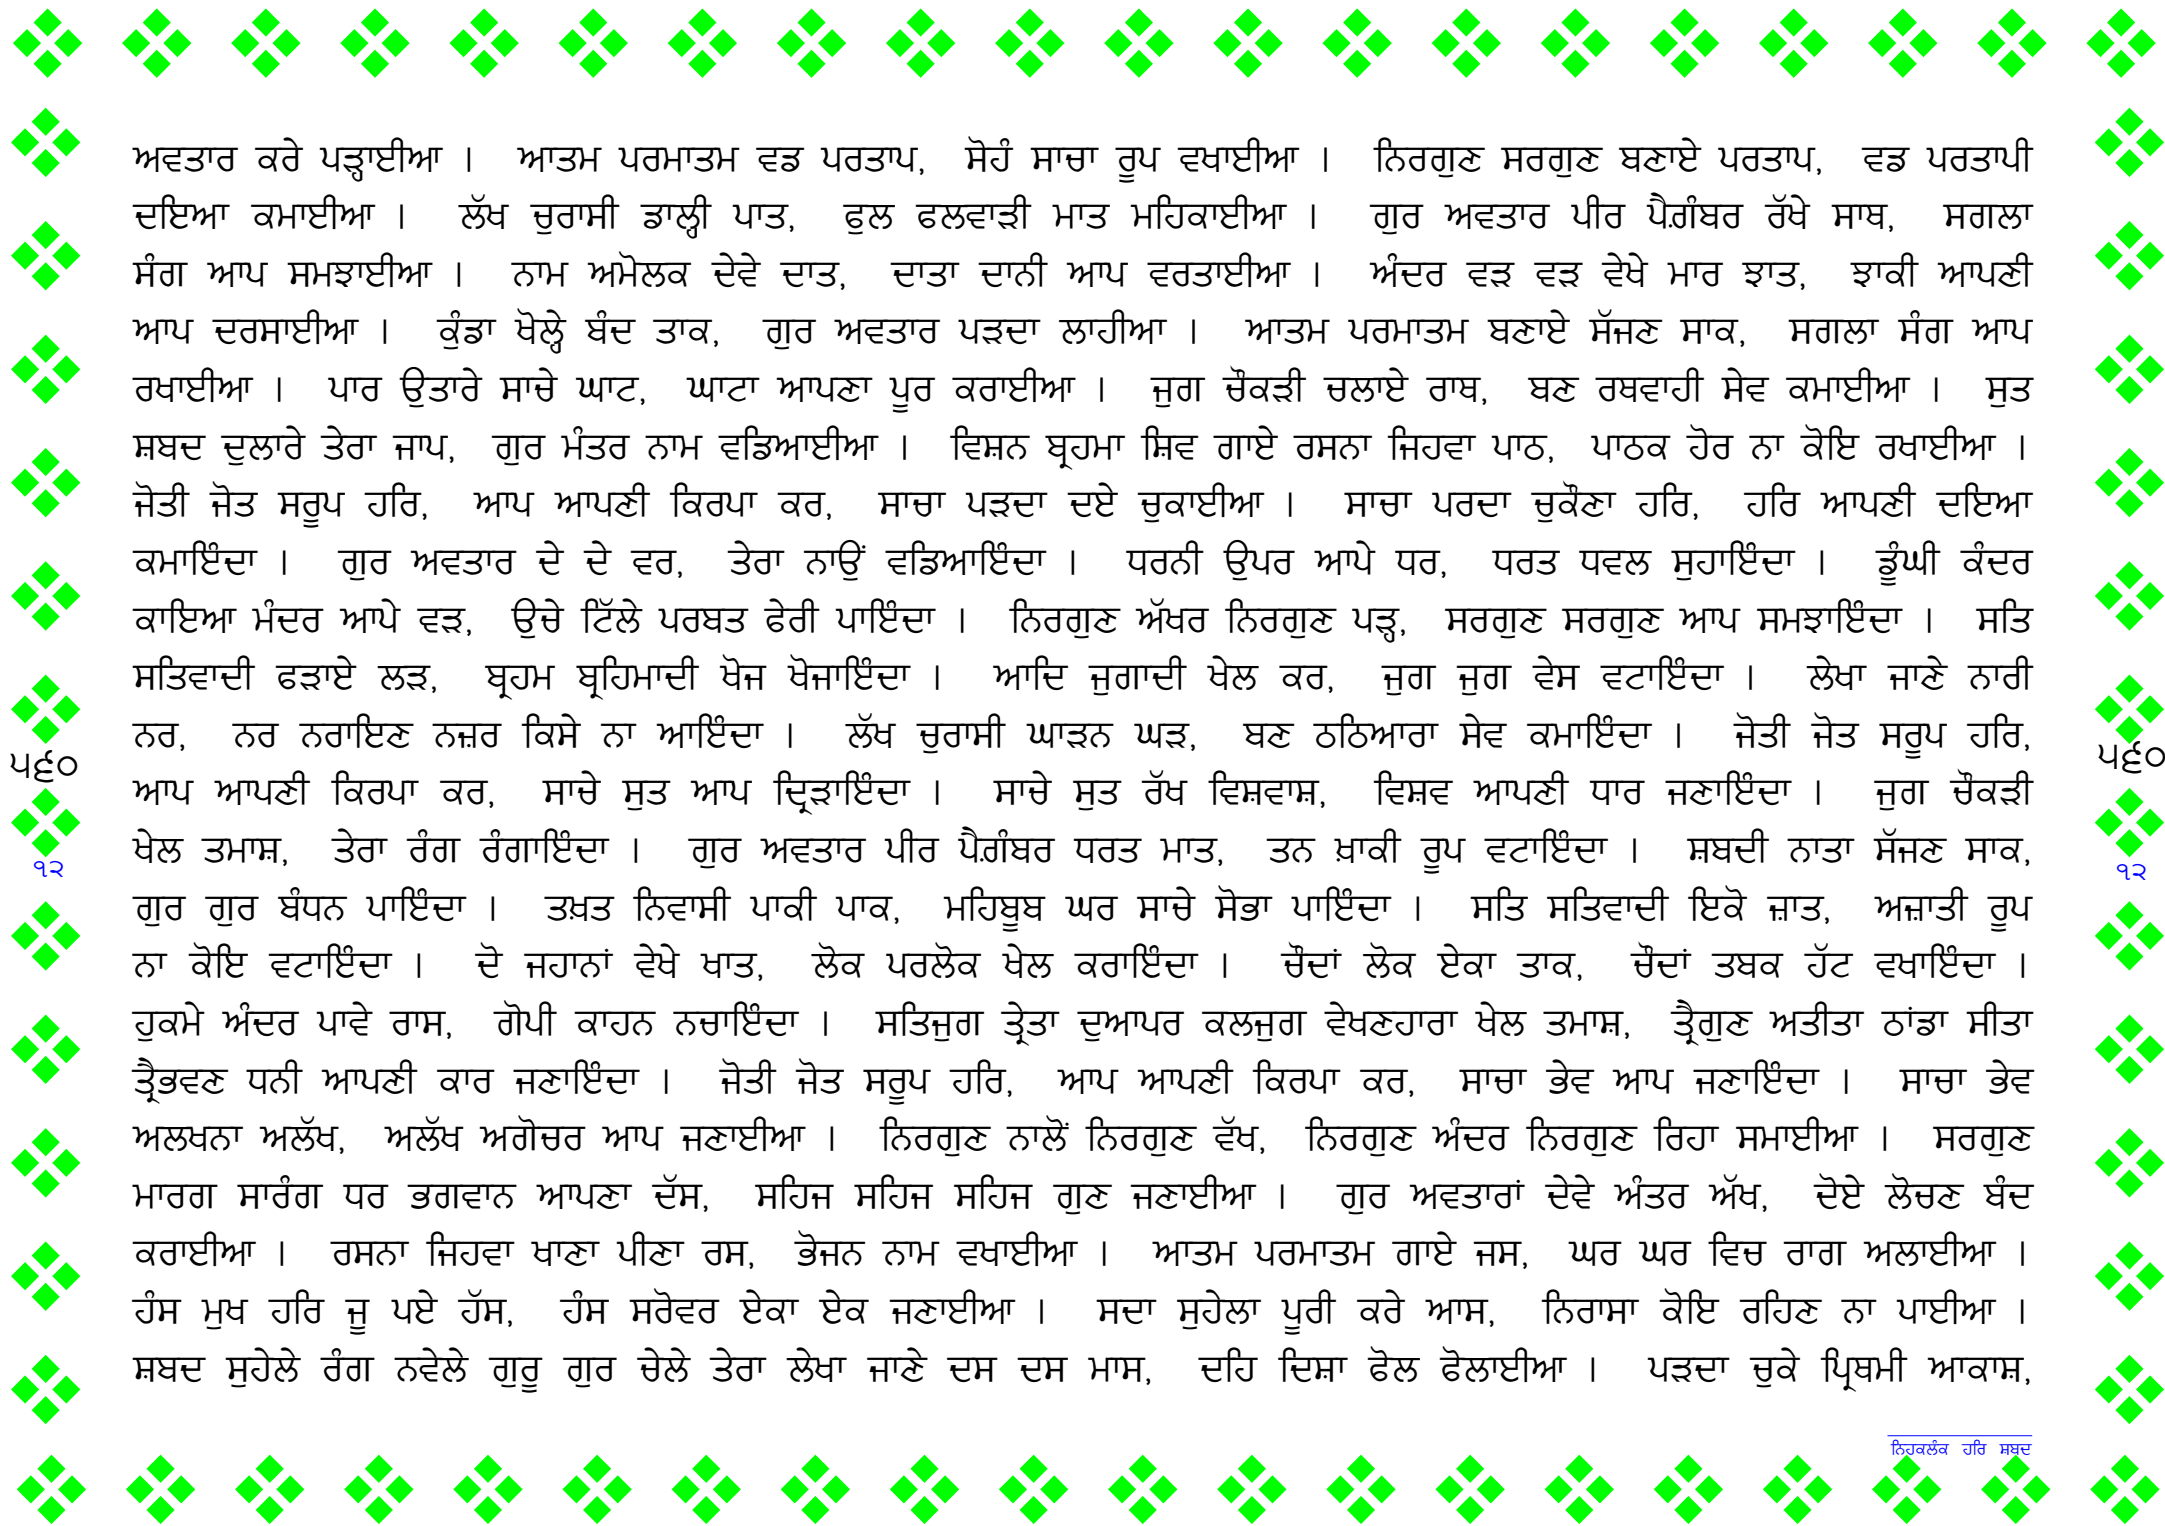 ਅਵਤਾਰ ਕਰੇ ਪੜ੍ਹਾਈਆ । ਆਤਮ ਪਰਮਾਤਮ ਵਡ ਪਰਤਾਪ, ਸੋਹੰ ਸਾਚਾ ਰੂਪ ਵਖਾਈਆ । ਨਿਰਗੁਣ ਸਰਗੁਣ ਬਣਾਏ ਪਰਤਾਪ, ਵਡ ਪਰਤਾਪੀ
ਦਇਆ ਕਮਾਈਆ । ਲੱਖ ਚੁਰਾਸੀ ਡਾਲ੍ਹੀ ਪਾਤ, ਫੁਲ ਫਲਵਾੜੀ ਮਾਤ ਮਹਿਕਾਈਆ । ਗੁਰ ਅਵਤਾਰ ਪੀਰ ਪੈਗ਼ੰਬਰ ਰੱਖੇ ਸਾਥ, ਸਗਲਾ
ਸੰਗ ਆਪ ਸਮਝਾਈਆ । ਨਾਮ ਅਮੋਲਕ ਦੇਵੇ ਦਾਤ, ਦਾਤਾ ਦਾਨੀ ਆਪ ਵਰਤਾਈਆ । ਅੰਦਰ ਵੜ ਵੜ ਵੇਖੇ ਮਾਰ ਝਾਤ, ਝਾਕੀ ਆਪਣੀ
ਆਪ ਦਰਸਾਈਆ । ਕੁੰਡਾ ਖੋਲ੍ਹੇ ਬੰਦ ਤਾਕ, ਗੁਰ ਅਵਤਾਰ ਪੜਦਾ ਲਾਹੀਆ । ਆਤਮ ਪਰਮਾਤਮ ਬਣਾਏ ਸੱਜਣ ਸਾਕ, ਸਗਲਾ ਸੰਗ ਆਪ
ਰਖਾਈਆ । ਪਾਰ ਉਤਾਰੇ ਸਾਚੇ ਘਾਟ, ਘਾਟਾ ਆਪਣਾ ਪੂਰ ਕਰਾਈਆ । ਜੁਗ ਚੌਕੜੀ ਚਲਾਏ ਰਾਥ, ਬਣ ਰਥਵਾਹੀ ਸੇਵ ਕਮਾਈਆ । ਸੁਤ
ਸ਼ਬਦ ਦੁਲਾਰੇ ਤੇਰਾ ਜਾਪ, ਗੁਰ ਮੰਤਰ ਨਾਮ ਵਡਿਆਈਆ । ਵਿਸ਼ਨ ਬ੍ਰਹਮਾ ਸ਼ਿਵ ਗਾਏ ਰਸਨਾ ਜਿਹਵਾ ਪਾਠ, ਪਾਠਕ ਹੋਰ ਨਾ ਕੋਇ ਰਖਾਈਆ ।
ਜੋਤੀ ਜੋਤ ਸਰੂਪ ਹਰਿ, ਆਪ ਆਪਣੀ ਕਿਰਪਾ ਕਰ, ਸਾਚਾ ਪੜਦਾ ਦਏ ਚੁਕਾਈਆ । ਸਾਚਾ ਪਰਦਾ ਚੁਕੌਣਾ ਹਰਿ, ਹਰਿ ਆਪਣੀ ਦਇਆ
ਕਮਾਇੰਦਾ । ਗੁਰ ਅਵਤਾਰ ਦੇ ਦੇ ਵਰ, ਤੇਰਾ ਨਾਉਂ ਵਡਿਆਇੰਦਾ । ਧਰਨੀ ਉਪਰ ਆਪੇ ਧਰ, ਧਰਤ ਧਵਲ ਸੁਹਾਇੰਦਾ । ਡੂੰਘੀ ਕੰਦਰ
ਕਾਇਆ ਮੰਦਰ ਆਪੇ ਵੜ, ਉਚੇ ਟਿੱਲੇ ਪਰਬਤ ਫੇਰੀ ਪਾਇੰਦਾ । ਨਿਰਗੁਣ ਅੱਖਰ ਨਿਰਗੁਣ ਪੜ੍ਹ, ਸਰਗੁਣ ਸਰਗੁਣ ਆਪ ਸਮਝਾਇੰਦਾ । ਸਤਿ
ਸਤਿਵਾਦੀ ਫੜਾਏ ਲੜ, ਬ੍ਰਹਮ ਬ੍ਰਹਿਮਾਦੀ ਖੋਜ ਖੋਜਾਇੰਦਾ । ਆਦਿ ਜੁਗਾਦੀ ਖੇਲ ਕਰ, ਜੁਗ ਜੁਗ ਵੇਸ ਵਟਾਇੰਦਾ । ਲੇਖਾ ਜਾਣੇ ਨਾਰੀ
ਨਰ, ਨਰ ਨਰਾਇਣ ਨਜ਼ਰ ਕਿਸੇ ਨਾ ਆਇੰਦਾ । ਲੱਖ ਚੁਰਾਸੀ ਘਾੜਨ ਘੜ, ਬਣ ਠਠਿਆਰਾ ਸੇਵ ਕਮਾਇੰਦਾ । ਜੋਤੀ ਜੋਤ ਸਰੂਪ ਹਰਿ,
ਆਪ ਆਪਣੀ ਕਿਰਪਾ ਕਰ, ਸਾਚੇ ਸੁਤ ਆਪ ਦ੍ਰਿੜਾਇੰਦਾ । ਸਾਚੇ ਸੁਤ ਰੱਖ ਵਿਸ਼ਵਾਸ਼, ਵਿਸ਼ਵ ਆਪਣੀ ਧਾਰ ਜਣਾਇੰਦਾ । ਜੁਗ ਚੌਕੜੀ
ਖੇਲ ਤਮਾਸ਼, ਤੇਰਾ ਰੰਗ ਰੰਗਾਇੰਦਾ । ਗੁਰ ਅਵਤਾਰ ਪੀਰ ਪੈਗ਼ੰਬਰ ਧਰਤ ਮਾਤ, ਤਨ ਖ਼ਾਕੀ ਰੂਪ ਵਟਾਇੰਦਾ । ਸ਼ਬਦੀ ਨਾਤਾ ਸੱਜਣ ਸਾਕ,
ਗੁਰ ਗੁਰ ਬੰਧਨ ਪਾਇੰਦਾ । ਤਖ਼ਤ ਨਿਵਾਸੀ ਪਾਕੀ ਪਾਕ, ਮਹਿਬੂਬ ਘਰ ਸਾਚੇ ਸੋਭਾ ਪਾਇੰਦਾ । ਸਤਿ ਸਤਿਵਾਦੀ ਇਕੋ ਜ਼ਾਤ, ਅਜ਼ਾਤੀ ਰੂਪ
ਨਾ ਕੋਇ ਵਟਾਇੰਦਾ । ਦੋ ਜਹਾਨਾਂ ਵੇਖੇ ਖਾਤ, ਲੋਕ ਪਰਲੋਕ ਖੇਲ ਕਰਾਇੰਦਾ । ਚੌਦਾਂ ਲੋਕ ਏਕਾ ਤਾਕ, ਚੌਦਾਂ ਤਬਕ ਹੱਟ ਵਖਾਇੰਦਾ ।
ਹੁਕਮੇ ਅੰਦਰ ਪਾਵੇ ਰਾਸ, ਗੋਪੀ ਕਾਹਨ ਨਚਾਇੰਦਾ । ਸਤਿਜੁਗ ਤ੍ਰੇਤਾ ਦੁਆਪਰ ਕਲਜੁਗ ਵੇਖਣਹਾਰਾ ਖੇਲ ਤਮਾਸ਼, ਤ੍ਰੈਗੁਣ ਅਤੀਤਾ ਠਾਂਡਾ ਸੀਤਾ
ਤ੍ਰੈਭਵਣ ਧਨੀ ਆਪਣੀ ਕਾਰ ਜਣਾਇੰਦਾ । ਜੋਤੀ ਜੋਤ ਸਰੂਪ ਹਰਿ, ਆਪ ਆਪਣੀ ਕਿਰਪਾ ਕਰ, ਸਾਚਾ ਭੇਵ ਆਪ ਜਣਾਇੰਦਾ । ਸਾਚਾ ਭੇਵ
ਅਲਖਨਾ ਅਲੱਖ, ਅਲੱਖ ਅਗੋਚਰ ਆਪ ਜਣਾਈਆ । ਨਿਰਗੁਣ ਨਾਲੋਂ ਨਿਰਗੁਣ ਵੱਖ, ਨਿਰਗੁਣ ਅੰਦਰ ਨਿਰਗੁਣ ਰਿਹਾ ਸਮਾਈਆ । ਸਰਗੁਣ
ਮਾਰਗ ਸਾਰੰਗ ਧਰ ਭਗਵਾਨ ਆਪਣਾ ਦੱਸ, ਸਹਿਜ ਸਹਿਜ ਸਹਿਜ ਗੁਣ ਜਣਾਈਆ । ਗੁਰ ਅਵਤਾਰਾਂ ਦੇਵੇ ਅੰਤਰ ਅੱਖ, ਦੋਏ ਲੋਚਣ ਬੰਦ
ਕਰਾਈਆ । ਰਸਨਾ ਜਿਹਵਾ ਖਾਣਾ ਪੀਣਾ ਰਸ, ਭੋਜਨ ਨਾਮ ਵਖਾਈਆ । ਆਤਮ ਪਰਮਾਤਮ ਗਾਏ ਜਸ, ਘਰ ਘਰ ਵਿਚ ਰਾਗ ਅਲਾਈਆ ।
ਹੰਸ ਮੁਖ ਹਰਿ ਜੂ ਪਏ ਹੱਸ, ਹੰਸ ਸਰੋਵਰ ਏਕਾ ਏਕ ਜਣਾਈਆ । ਸਦਾ ਸੁਹੇਲਾ ਪੂਰੀ ਕਰੇ ਆਸ, ਨਿਰਾਸਾ ਕੋਇ ਰਹਿਣ ਨਾ ਪਾਈਆ ।
ਸ਼ਬਦ ਸੁਹੇਲੇ ਰੰਗ ਨਵੇਲੇ ਗੁਰੂ ਗੁਰ ਚੇਲੇ ਤੇਰਾ ਲੇਖਾ ਜਾਣੇ ਦਸ ਦਸ ਮਾਸ, ਦਹਿ ਦਿਸ਼ਾ ਫੋਲ ਫੋਲਾਈਆ । ਪੜਦਾ ਚੁਕੇ ਪ੍ਰਿਥਮੀ ਆਕਾਸ਼,
੫੬੦
੧੨
੫੬੦
੧੨
ਨਿਹਕਲੰਕ ਹਰਿ ਸ਼ਬਦ